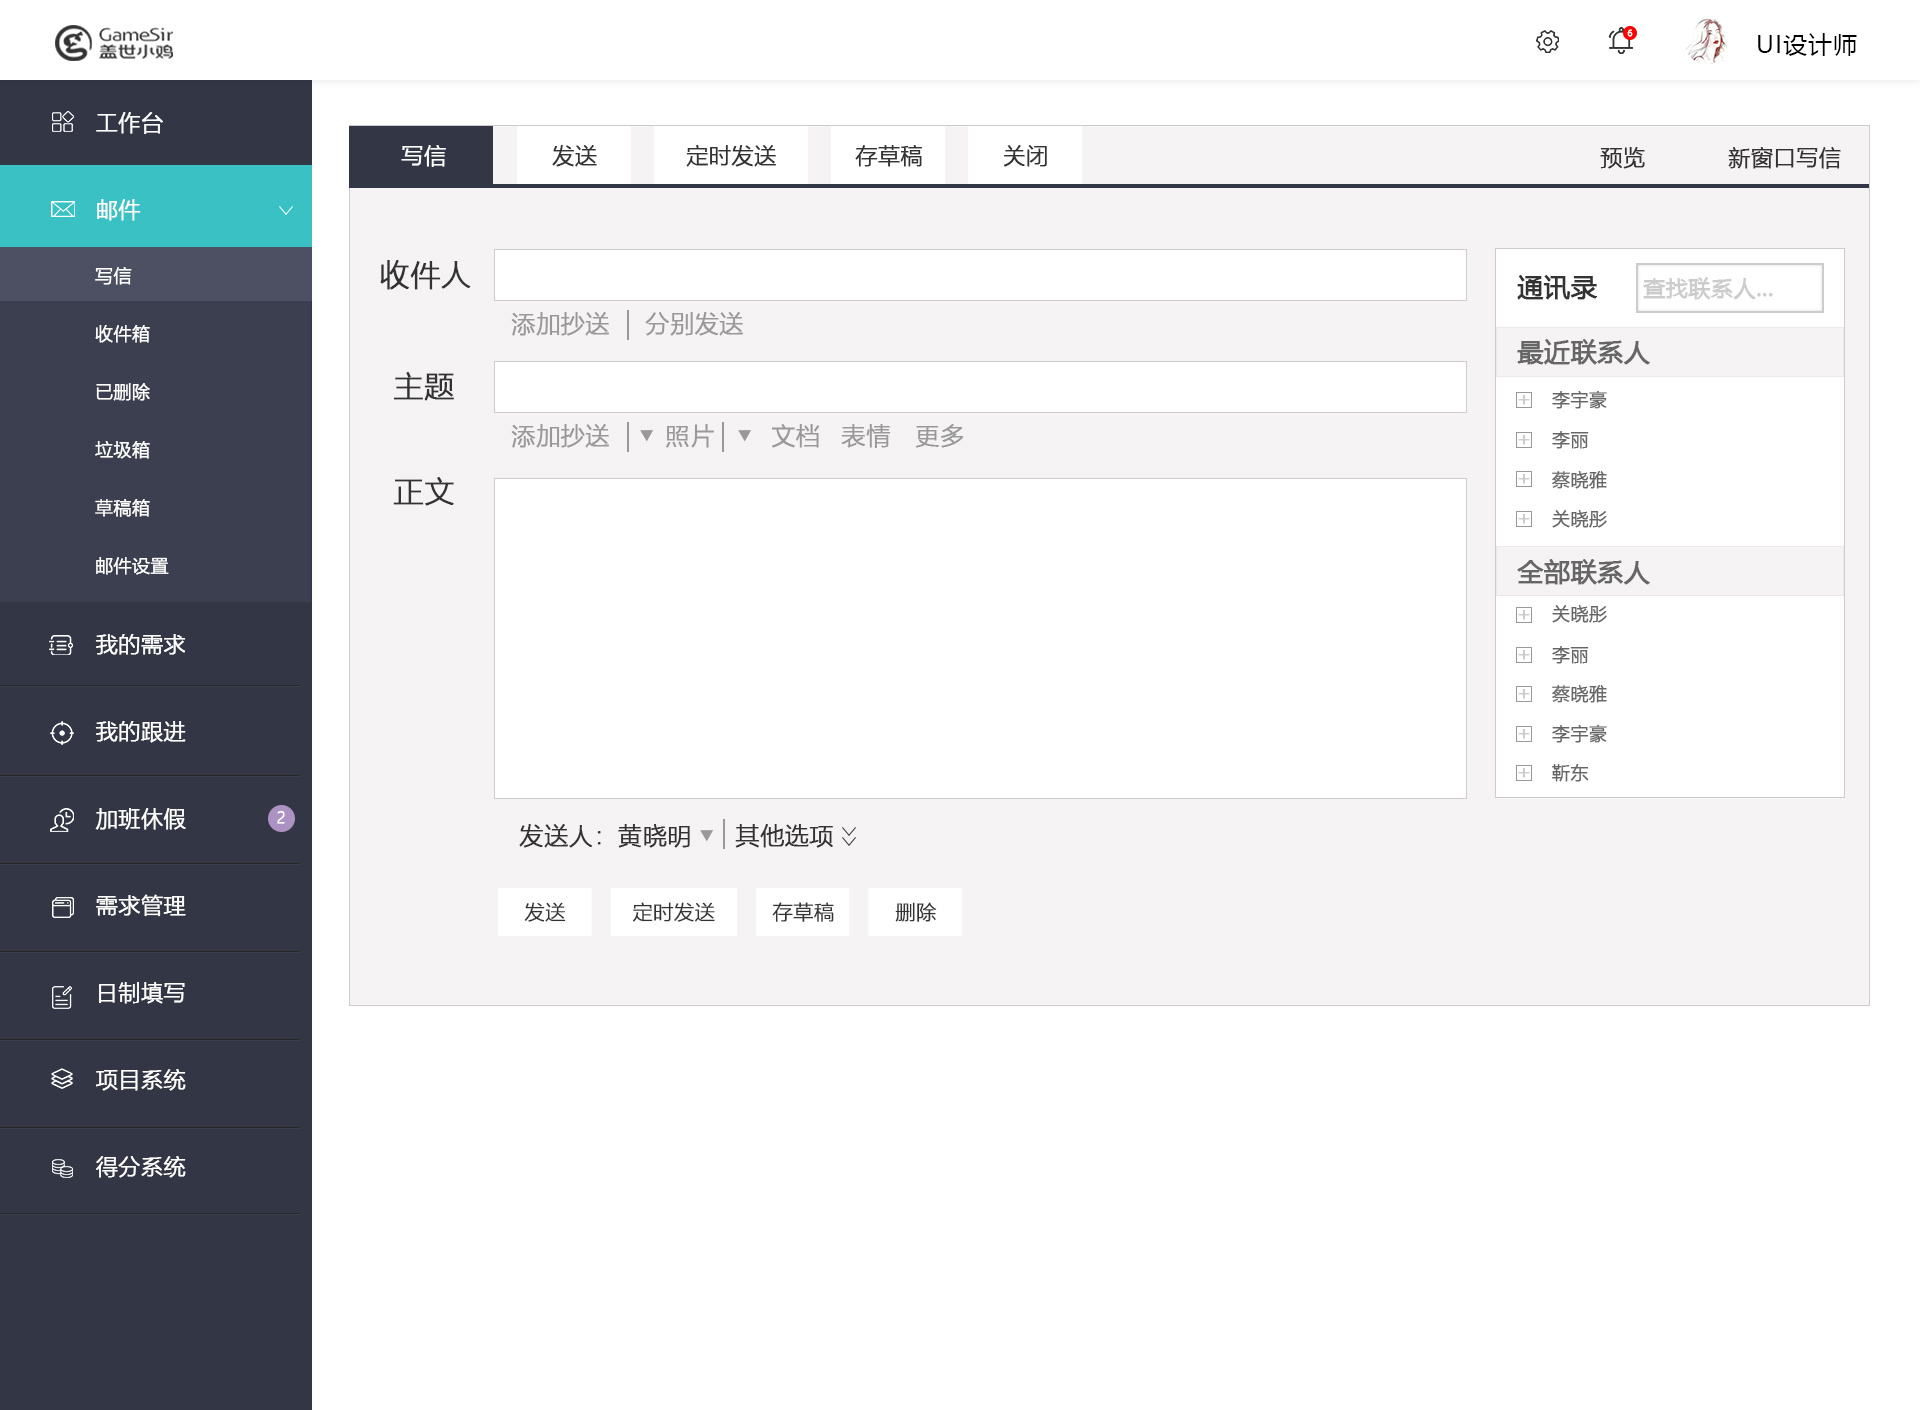 GameSir
盖世小鸡
6
UI设计师
工作台
邮件
写信
收件箱
已删除
垃圾箱
草稿箱
邮件设置
我的需求
我的跟进
加班休假 2
需求管理
日制填写
项目系统
得分系统
写信 发送 定时发送 存草稿 关闭 预览 新窗口写信
收件人
添加抄送 | 分别发送
主题
添加抄送 | ▼ 照片 | ▼ 文档 表情 更多
正文
发送人：黄晓明 ▼ | 其他选项
发送 定时发送 存草稿 删除
通讯录 查找联系人...
最近联系人
李宇豪
李丽
蔡晓雅
关晓彤
全部联系人
关晓彤
李丽
蔡晓雅
李宇豪
靳东